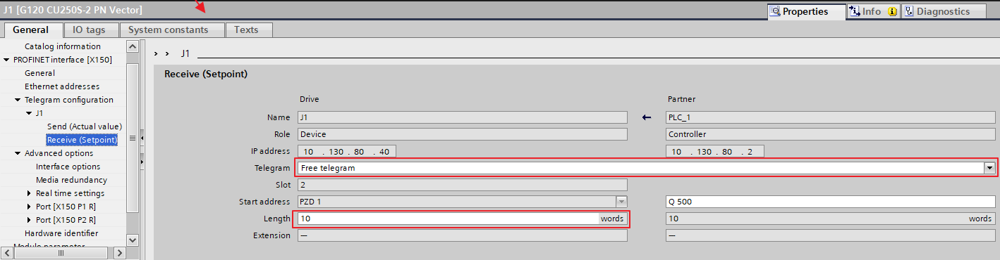 J1 [G120 CU250S-2 PN Vector]
Properties Info Diagnostics
General IO tags System constants Texts
Catalog information
PROFINET interface [X150]
General
Ethernet addresses
Telegram configuration
J1
Send (Actual value)
Receive (Setpoint)
Advanced options
Interface options
Media redundancy
Real time settings
Port [X150 P1 R]
Port [X150 P2 R]
Hardware identifier
Module parameter
> > J1
Receive (Setpoint)
Drive Partner
Name J1 PLC_1
Role Device Controller
IP address 10 . 130 . 80 . 40 10 . 130 . 80 . 2
Telegram Free telegram
Slot 2
Start address PZD 1 Q 500
Length 10 words 10 words
Extension --- ---